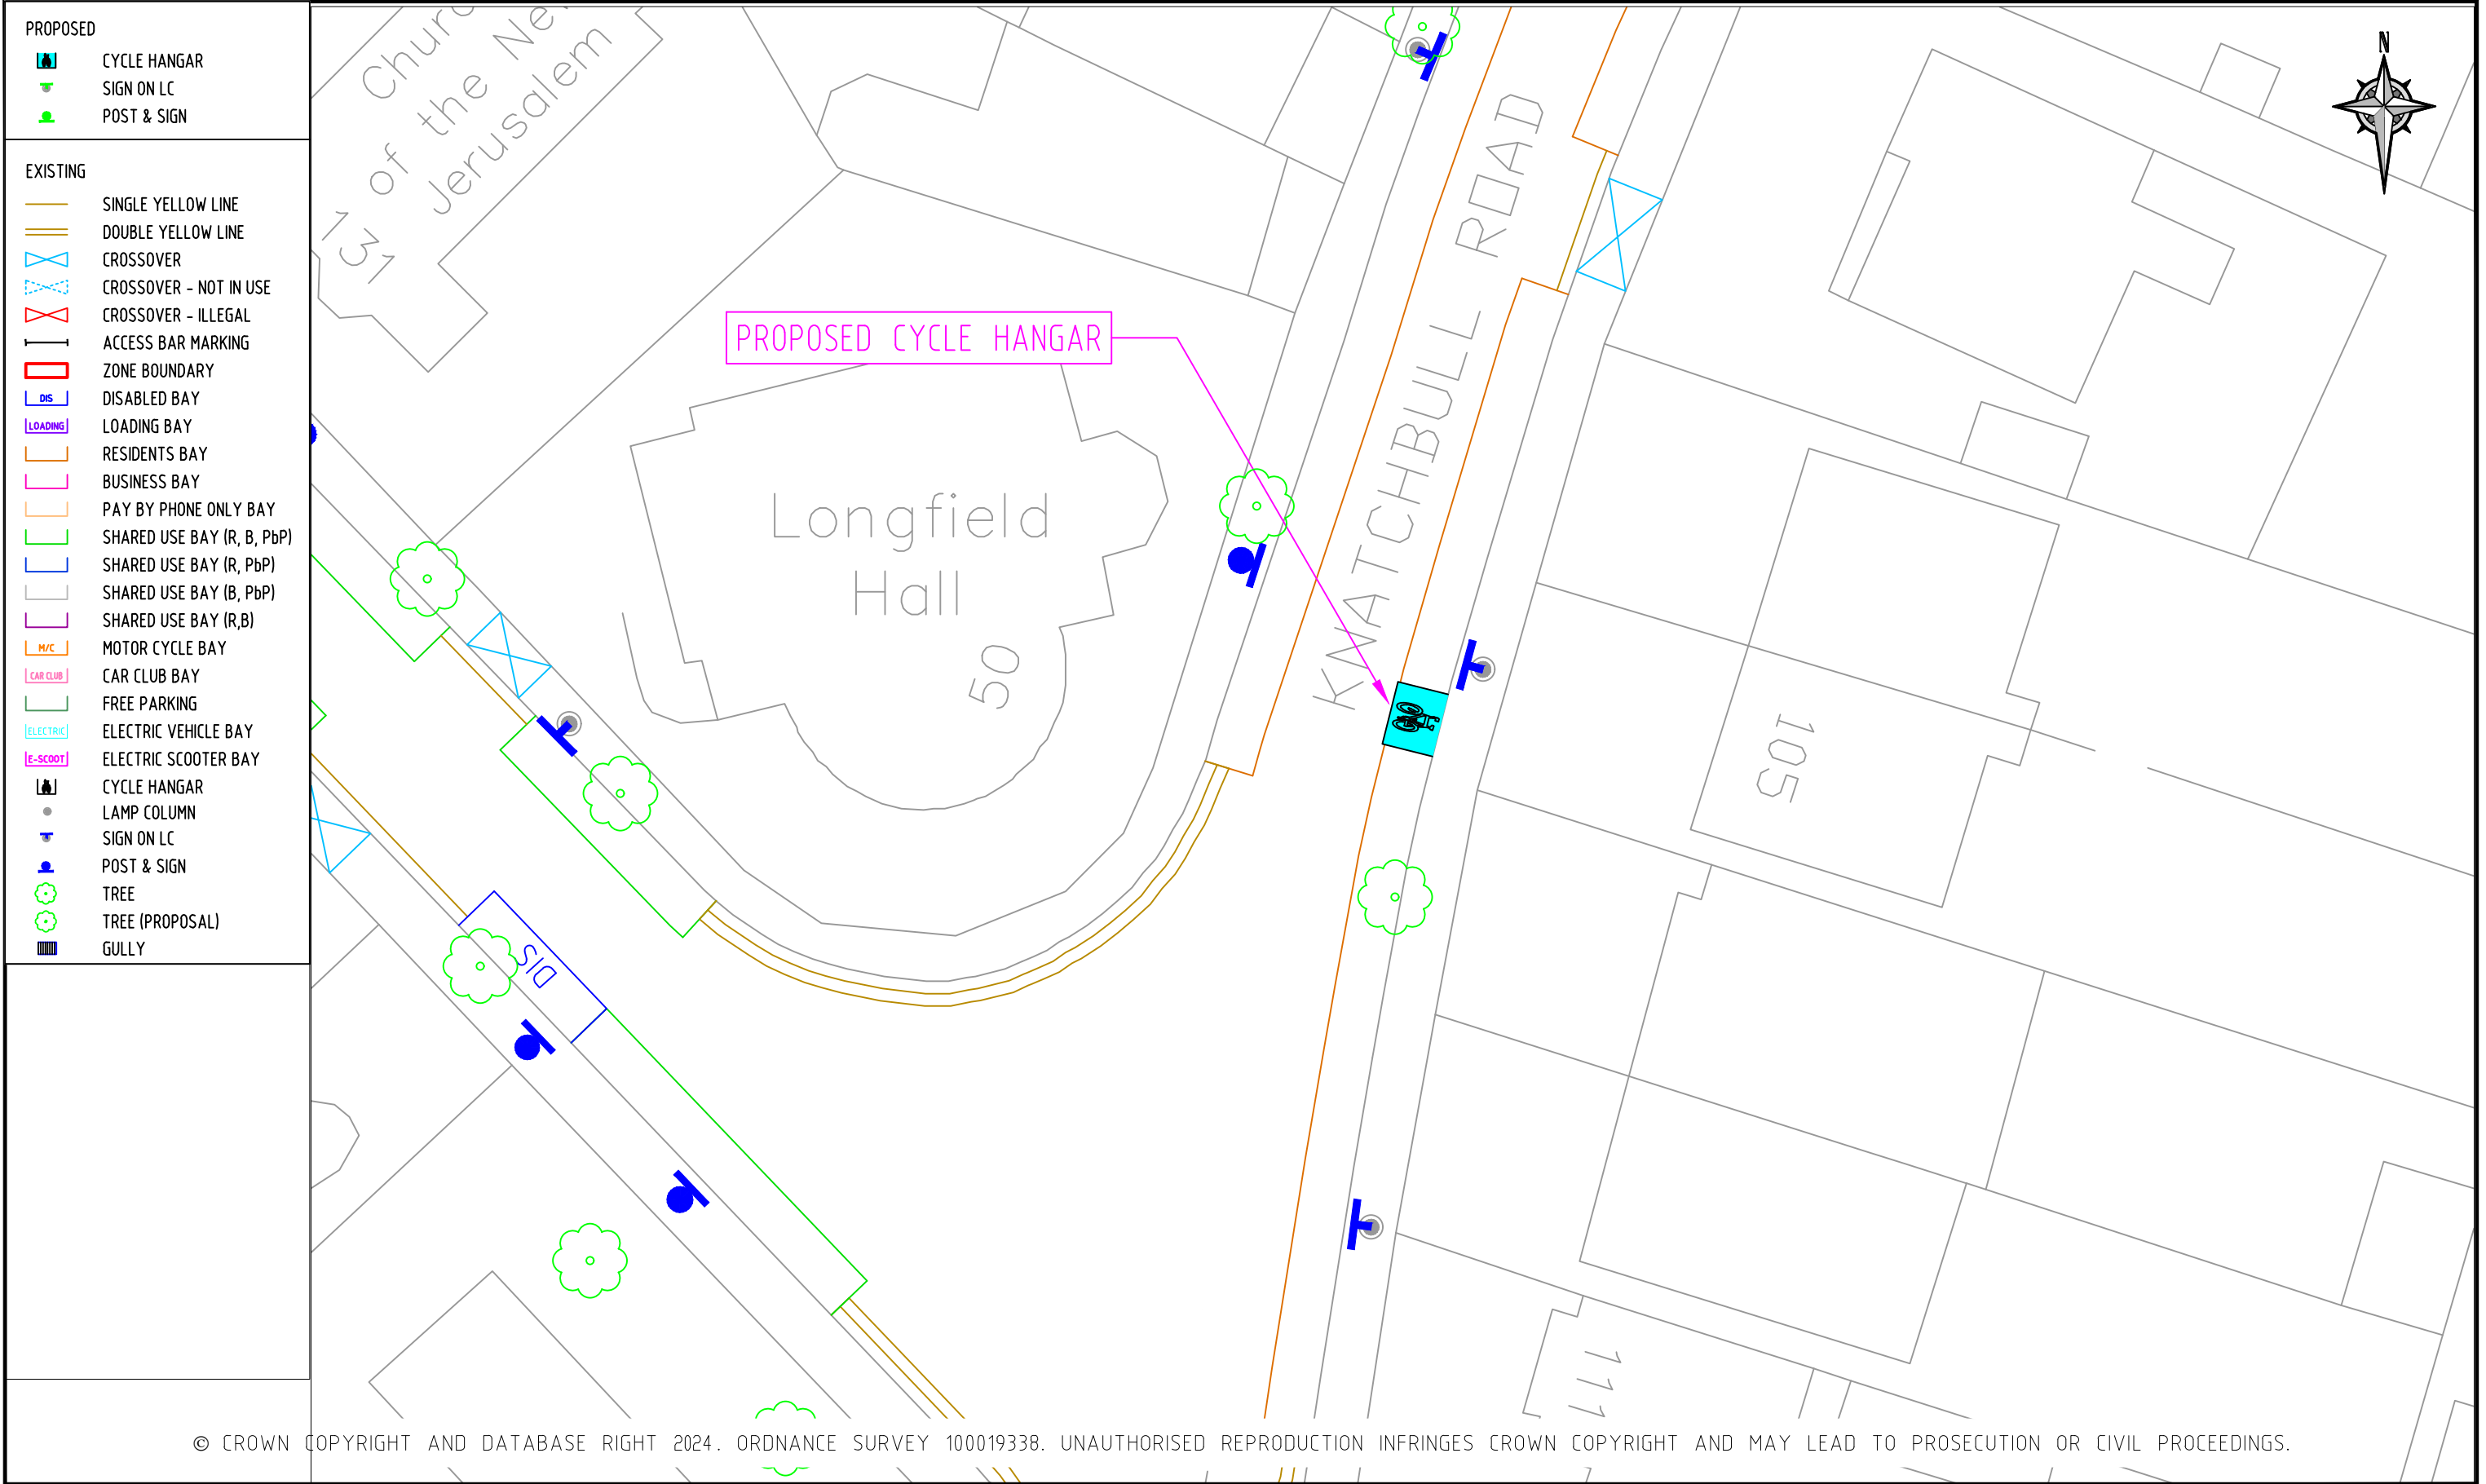 PROPOSED
CYCLE HANGAR
SIGN ON LC
POST & SIGN
EXISTING
SINGLE YELLOW LINE
DOUBLE YELLOW LINE
CROSSOVER
CROSSOVER - NOT IN USE
CROSSOVER - ILLEGAL
ACCESS BAR MARKING
ZONE BOUNDARY
DIS DISABLED BAY
LOADING LOADING BAY
RESIDENTS BAY
BUSINESS BAY
PAY BY PHONE ONLY BAY
SHARED USE BAY (R, B, PbP)
SHARED USE BAY (R, PbP)
SHARED USE BAY (B, PbP)
SHARED USE BAY (R,B)
M/C MOTOR CYCLE BAY
CAR CLUB CAR CLUB BAY
FREE PARKING
ELECTRIC ELECTRIC VEHICLE BAY
E-SCOOT ELECTRIC SCOOTER BAY
CYCLE HANGAR
LAMP COLUMN
SIGN ON LC
POST & SIGN
TREE
TREE (PROPOSAL)
GULLY
of the
Jerusalem
N
PROPOSED CYCLE HANGAR
KNATCHBULL ROAD
Longfield
Hall
50
105
DIS
111
© CROWN COPYRIGHT AND DATABASE RIGHT 2024. ORDNANCE SURVEY 100019338. UNAUTHORISED REPRODUCTION INFRINGES CROWN COPYRIGHT AND MAY LEAD TO PROSECUTION OR CIVIL PROCEEDINGS.